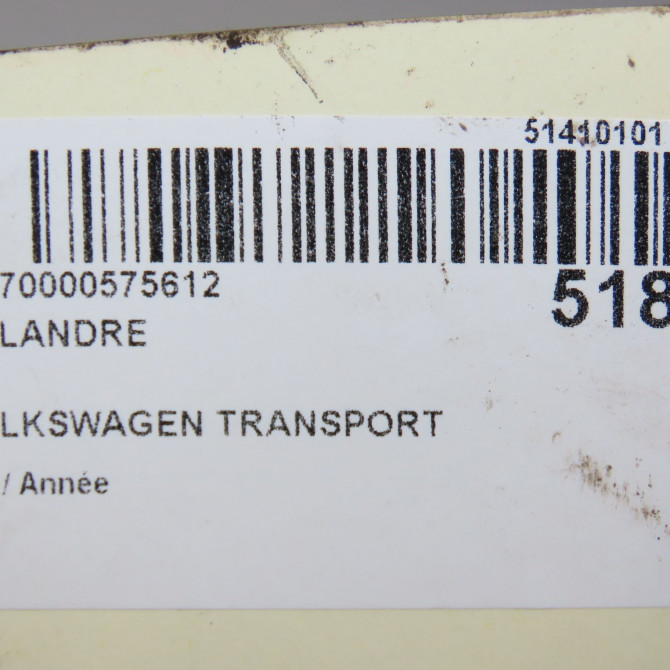 51410101
70000575612
518
LANDRE
LKSWAGEN TRANSPORT
/ Année